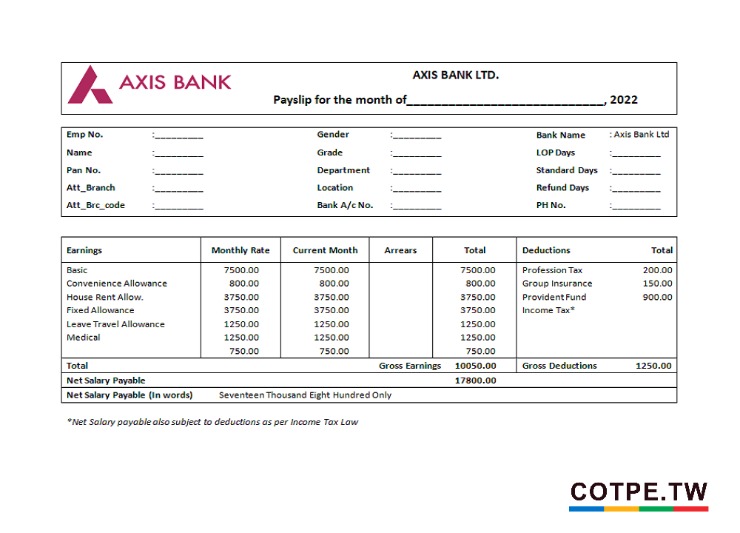 AXIS BANK
AXIS BANK LTD.
Payslip for the month of____________________________, 2022
Emp No. :_________ Gender :_________ Bank Name : Axis Bank Ltd
Name :_________ Grade :_________ LOP Days :_________
Pan No. :_________ Department :_________ Standard Days :_________
Att_Branch :_________ Location :_________ Refund Days :_________
Att_Brc_code :_________ Bank A/c No. :_________ PH No. :_________
Earnings Monthly Rate Current Month Arrears Total Deductions Total
Basic 7500.00 7500.00 7500.00 Profession Tax 200.00
Convenience Allowance 800.00 800.00 800.00 Group Insurance 150.00
House Rent Allow. 3750.00 3750.00 3750.00 Provident Fund 900.00
Fixed Allowance 3750.00 3750.00 3750.00 Income Tax*
Leave Travel Allowance 1250.00 1250.00 1250.00
Medical 1250.00 1250.00 1250.00
750.00 750.00 750.00
Total Gross Earnings 10050.00 Gross Deductions 1250.00
Net Salary Payable 17800.00
Net Salary Payable (In words) Seventeen Thousand Eight Hundred Only
*Net Salary payable also subject to deductions as per Income Tax Law
COTPE.TW